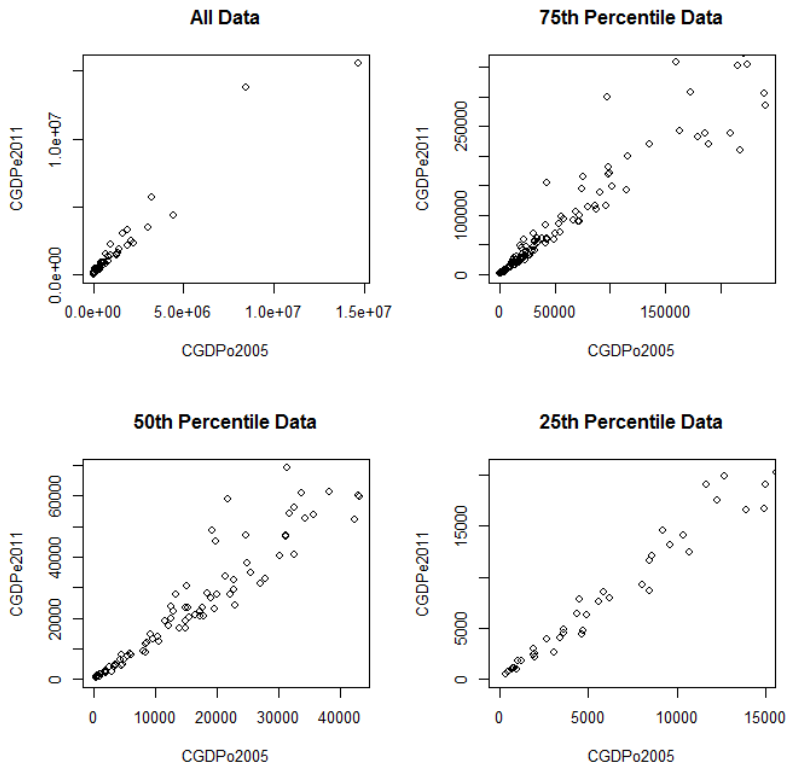 All Data
CGDPe2011
0.0e+00
1.0e+07
0.0e+00 5.0e+06 1.0e+07 1.5e+07
CGDPo2005
75th Percentile Data
CGDPe2011
0
100000
250000
0 50000 150000
CGDPo2005
50th Percentile Data
CGDPe2011
0
20000
40000
60000
0 10000 20000 30000 40000
CGDPo2005
25th Percentile Data
CGDPe2011
0
5000
15000
0 5000 10000 15000
CGDPo2005